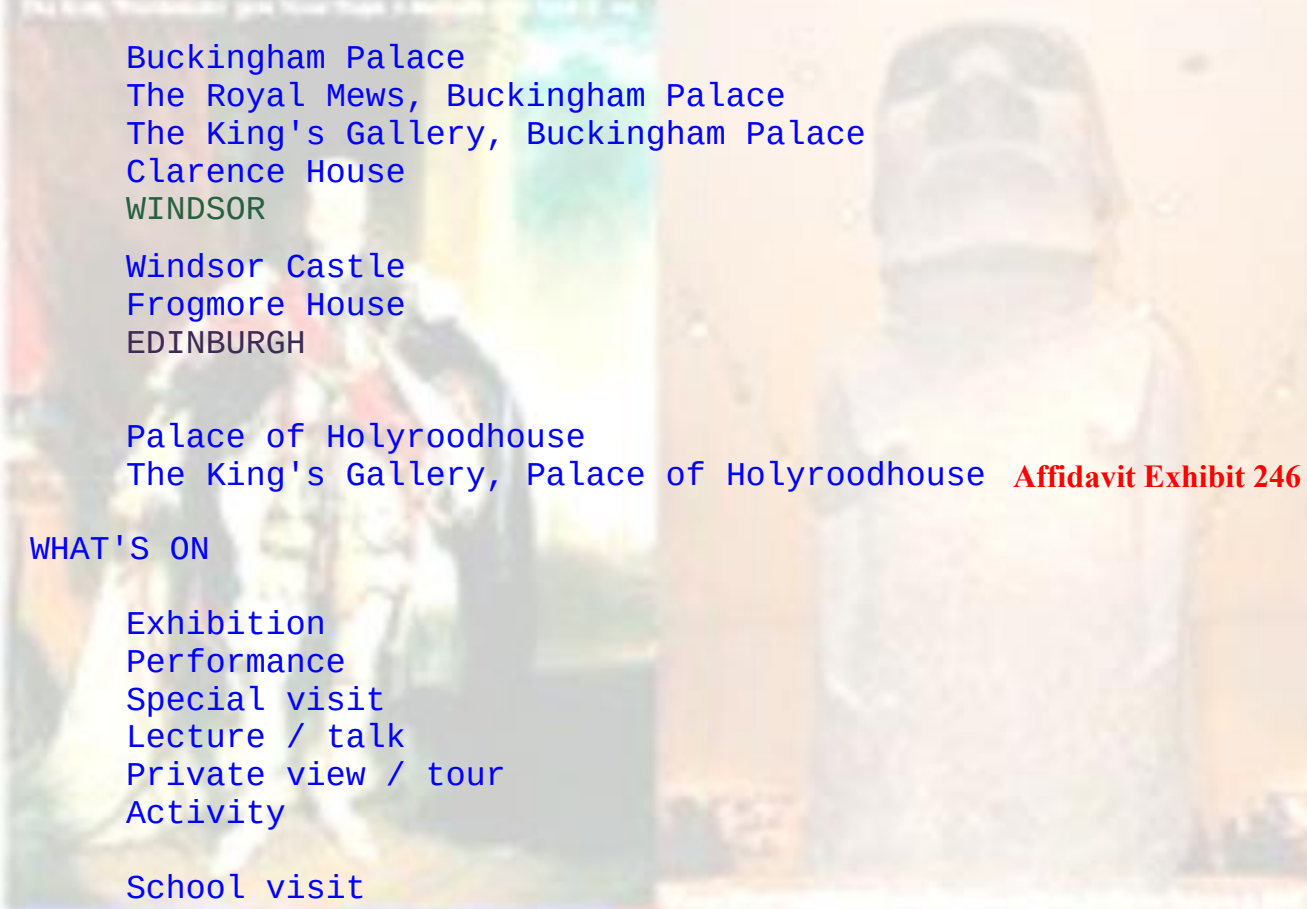 Buckingham Palace
The Royal Mews, Buckingham Palace
The King's Gallery, Buckingham Palace
Clarence House
WINDSOR
Windsor Castle
Frogmore House
EDINBURGH
Palace of Holyroodhouse
The King's Gallery, Palace of Holyroodhouse Affidavit Exhibit 246
WHAT'S ON
Exhibition
Performance
Special visit
Lecture / talk
Private view / tour
Activity
School visit